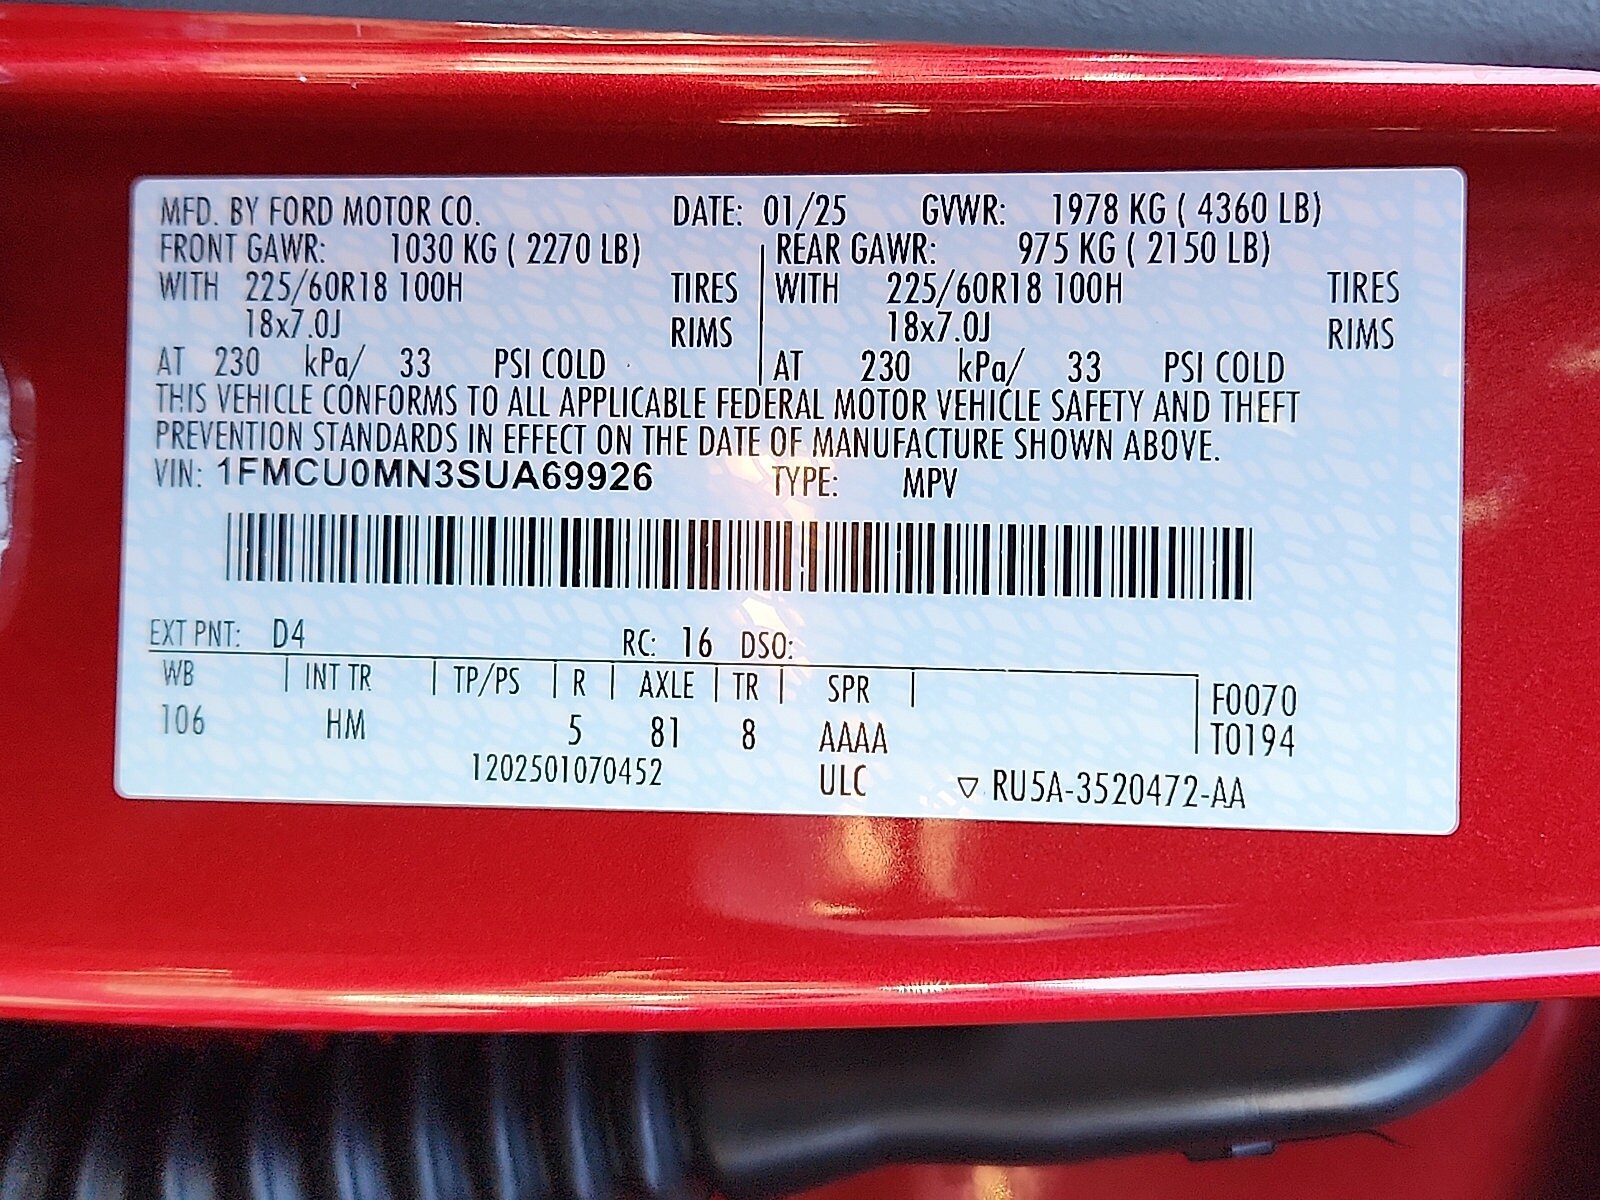 MFD. BY FORD MOTOR CO. DATE: 01/25 GVWR: 1978 KG ( 4360 LB)
FRONT GAWR: 1030 KG ( 2270 LB) REAR GAWR: 975 KG ( 2150 LB)
WITH 225/60R18 100H TIRES WITH 225/60R18 100H TIRES
18x7.0J RIMS 18x7.0J RIMS
AT 230 kPa/ 33 PSI COLD AT 230 kPa/ 33 PSI COLD
THIS VEHICLE CONFORMS TO ALL APPLICABLE FEDERAL MOTOR VEHICLE SAFETY AND THEFT
PREVENTION STANDARDS IN EFFECT ON THE DATE OF MANUFACTURE SHOWN ABOVE.
VIN: 1FMCU0MN3SUA69926 TYPE: MPV
EXT PNT: D4 RC: 16 DSO:
WB INT TR TP/PS R AXLE TR SPR F0070
106 HM 5 81 8 AAAA T0194
1202501070452 ULC ▽ RU5A-3520472-AA